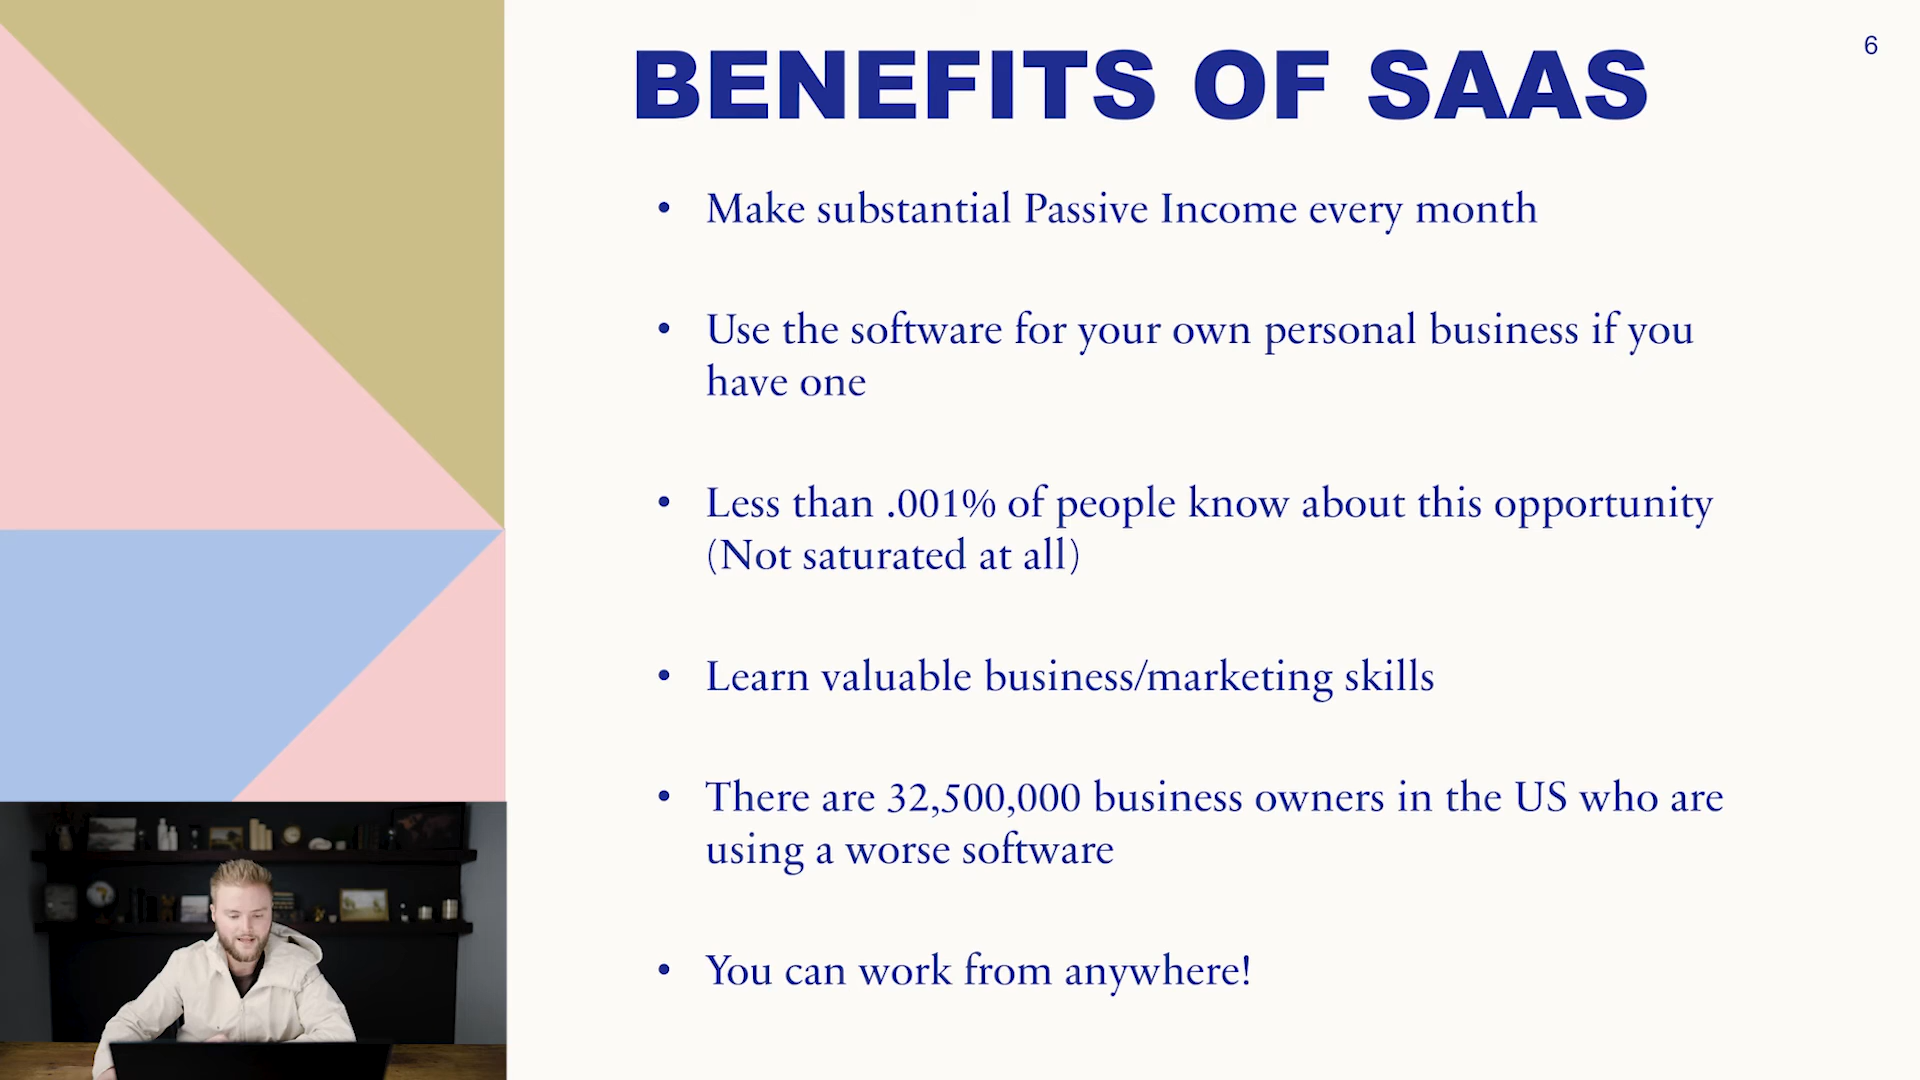 BENEFITS OF SAAS
6
• Make substantial Passive Income every month
• Use the software for your own personal business if you
have one
• Less than .001% of people know about this opportunity
(Not saturated at all)
• Learn valuable business/marketing skills
• There are 32,500,000 business owners in the US who are
using a worse software
• You can work from anywhere!